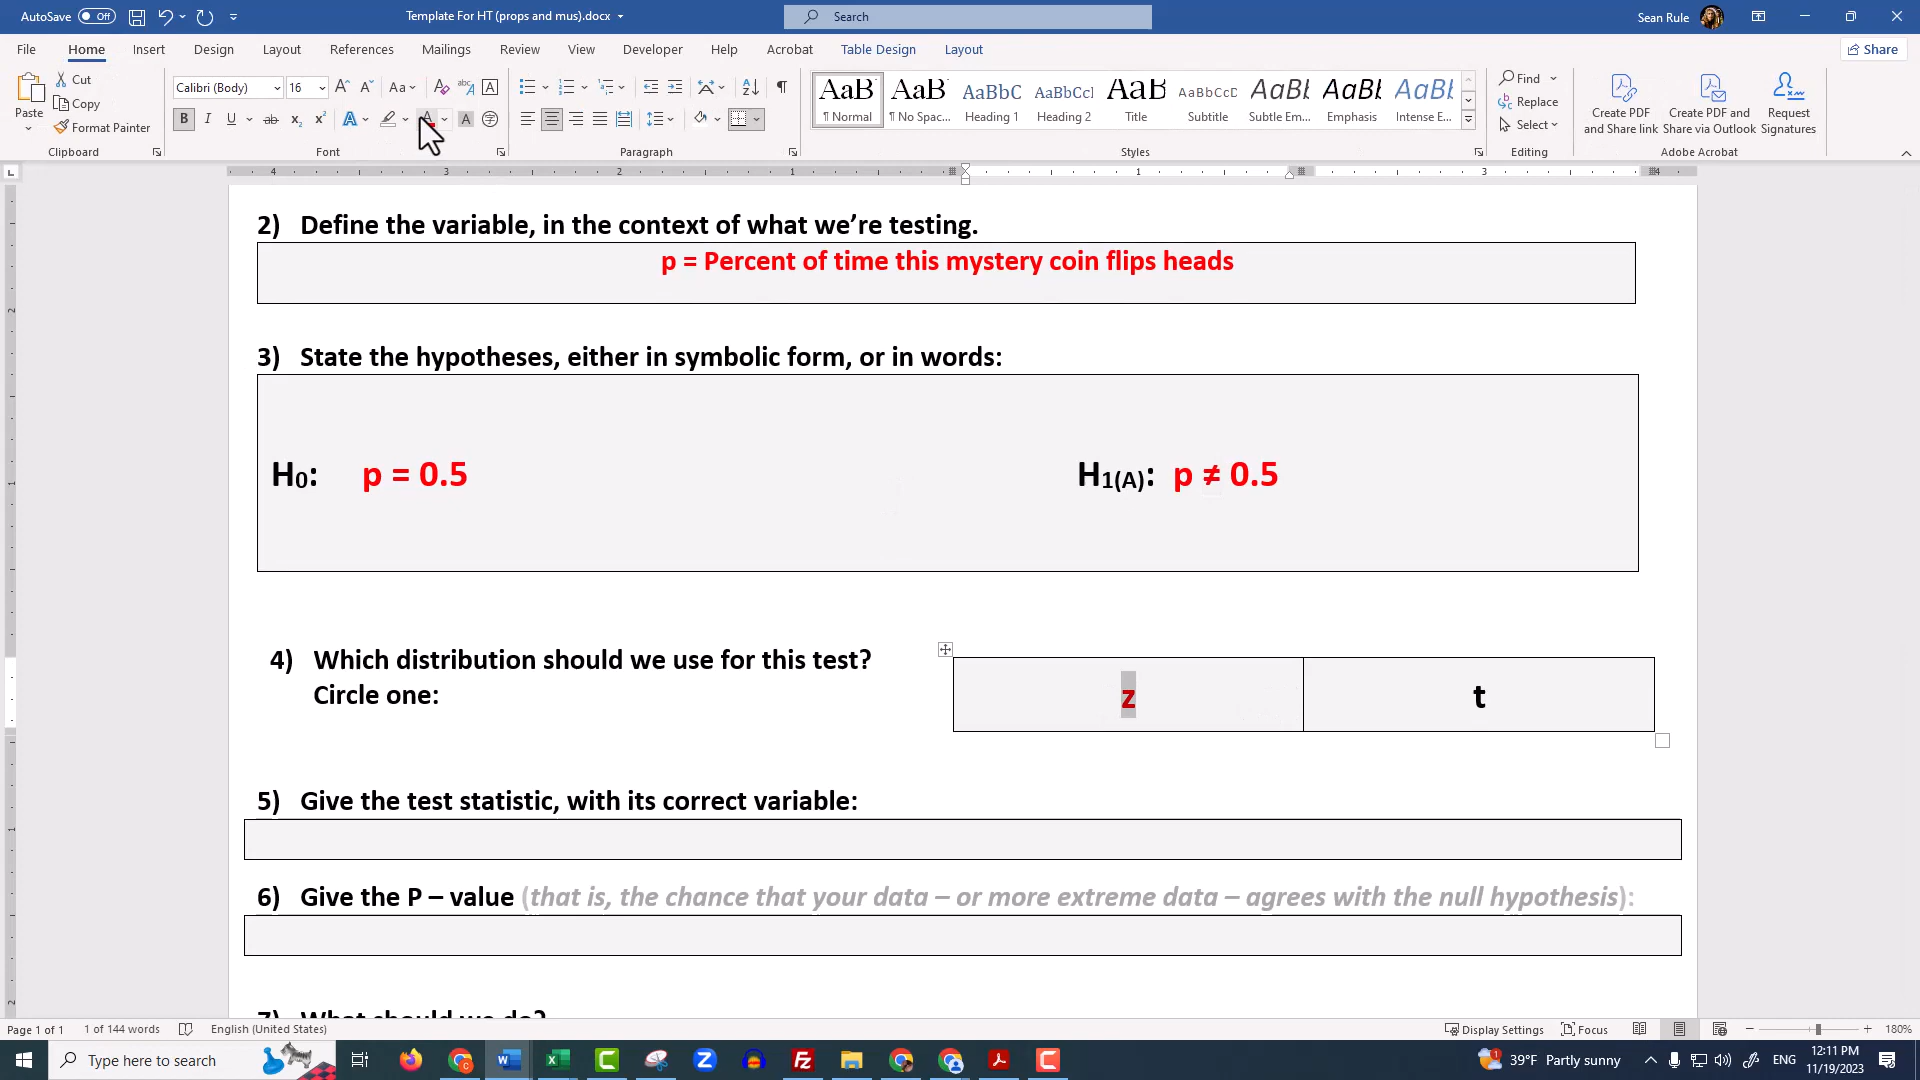 AutoSave Off Template For HT (props and mus).docx Search Sean Rule
File Home Insert Design Layout References Mailings Review View Developer Help Acrobat Table Design Layout Share
Cut
Copy
Format Painter
Paste
Clipboard
Calibri (Body) 16
Font
Paragraph
AaB AaB AaBbC AaBbCcI AaB AaBbCcD AaBb AaBb AaBb
¶ Normal ¶ No Spac... Heading 1 Heading 2 Title Subtitle Subtle Em... Emphasis Intense E...
Styles
Find
Replace
Select
Editing
Create PDF and Share link
Create PDF and Share via Outlook
Request Signatures
Adobe Acrobat
2) Define the variable, in the context of what we’re testing.
p = Percent of time this mystery coin flips heads
3) State the hypotheses, either in symbolic form, or in words:
H0: p = 0.5 H1(A): p ≠ 0.5
4) Which distribution should we use for this test?
Circle one:
z t
5) Give the test statistic, with its correct variable:
6) Give the P – value (that is, the chance that your data – or more extreme data – agrees with the null hypothesis):
7) What should we do?
Page 1 of 1 1 of 144 words English (United States) Display Settings Focus 180%
Type here to search 39°F Partly sunny ENG 12:11 PM
11/19/2023